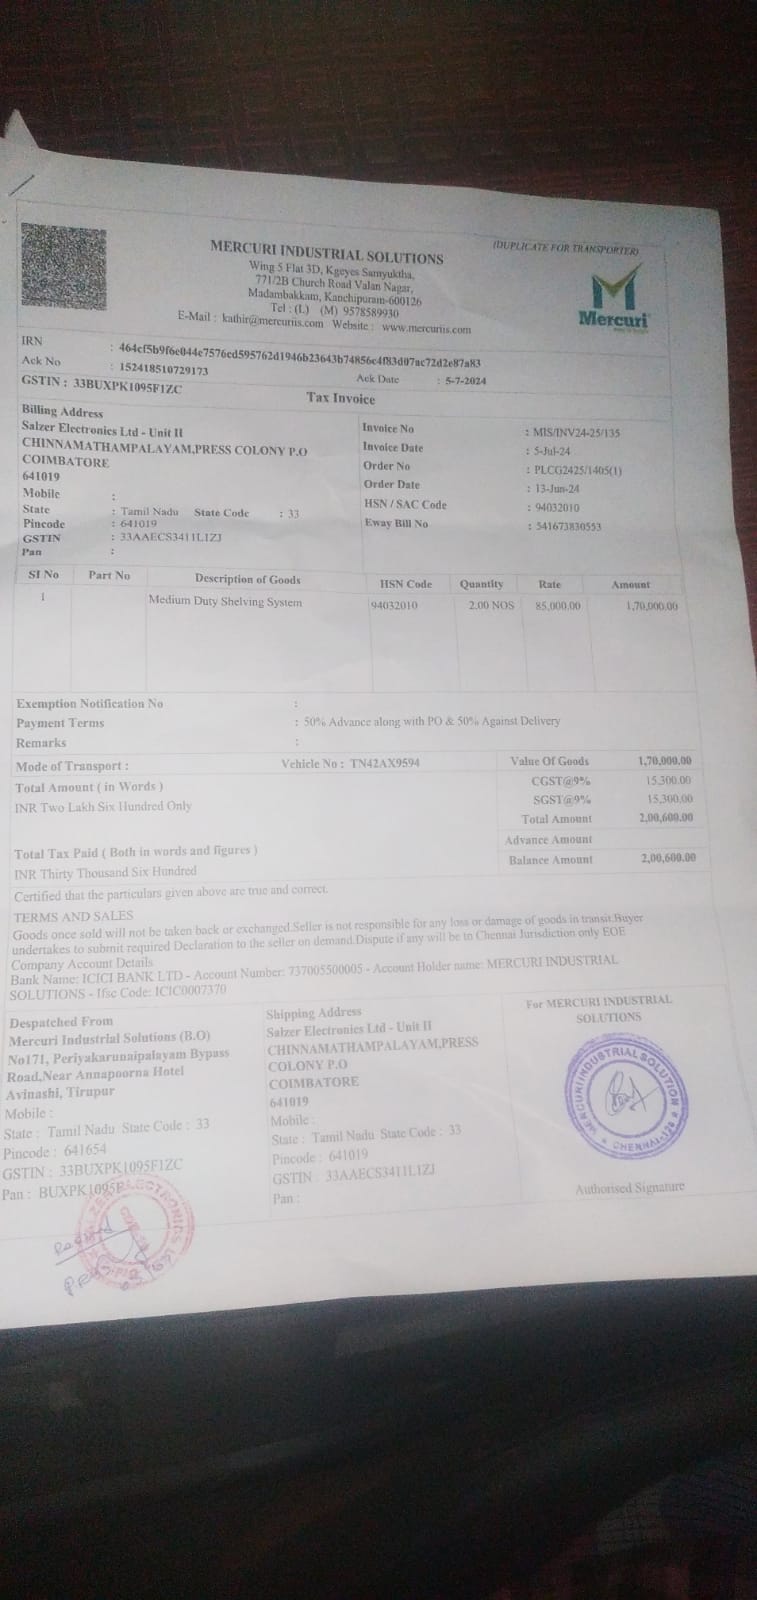 (DUPLICATE FOR TRANSPORTER)
MERCURI INDUSTRIAL SOLUTIONS
Wing 5 Flat 3D, Kgeyes Samyuktha,
771/2B Church Road Valan Nagar,
Madambakkam, Kanchipuram-600126
Tel : (L) (M) 9578589930
E-Mail : kathir@mercuriis.com Website : www.mercuriis.com
Mercuri
IRN : 464cf5b9f6e044e7576cd595762d1946b23643b74856c4f83d07ac72d2e87a83
Ack No : 152418510729173 Ack Date : 5-7-2024
GSTIN : 33BUXPK1095F1ZC
Tax Invoice
Billing Address
Salzer Electronics Ltd - Unit II
CHINNAMATHAMPALAYAM,PRESS COLONY P.O
COIMBATORE
641019
Mobile :
State : Tamil Nadu State Code : 33
Pincode : 641019
GSTIN : 33AAECS3411L1ZJ
Pan :
Invoice No : MIS/INV24-25/135
Invoice Date : 5-Jul-24
Order No : PLCG2425/1405(1)
Order Date : 13-Jun-24
HSN / SAC Code : 94032010
Eway Bill No : 541673830553
SI No Part No Description of Goods HSN Code Quantity Rate Amount
1 Medium Duty Shelving System 94032010 2.00 NOS 85,000.00 1,70,000.00
Exemption Notification No :
Payment Terms : 50% Advance along with PO & 50% Against Delivery
Remarks :
Mode of Transport : Vehicle No : TN42AX9594
Total Amount ( in Words )
INR Two Lakh Six Hundred Only
Total Tax Paid ( Both in words and figures )
INR Thirty Thousand Six Hundred
Value Of Goods 1,70,000.00
CGST@9% 15,300.00
SGST@9% 15,300.00
Total Amount 2,00,600.00
Advance Amount
Balance Amount 2,00,600.00
Certified that the particulars given above are true and correct.
TERMS AND SALES
Goods once sold will not be taken back or exchanged.Seller is not responsible for any loss or damage of goods in transit.Buyer
undertakes to submit required Declaration to the seller on demand.Dispute if any will be in Chennai Jurisdiction only EOE
Company Account Details
Bank Name: ICICI BANK LTD - Account Number: 737005500005 - Account Holder name: MERCURI INDUSTRIAL
SOLUTIONS - Ifsc Code: ICIC0007370
Despatched From
Mercuri Industrial Solutions (B.O)
No171, Periyakarunaipalayam Bypass
Road,Near Annapoorna Hotel
Avinashi, Tirupur
Mobile :
State : Tamil Nadu State Code : 33
Pincode : 641654
GSTIN : 33BUXPK1095F1ZC
Pan : BUXPK1095F
Shipping Address
Salzer Electronics Ltd - Unit II
CHINNAMATHAMPALAYAM,PRESS
COLONY P.O
COIMBATORE
641019
Mobile :
State : Tamil Nadu State Code : 33
Pincode : 641019
GSTIN : 33AAECS3411L1ZJ
Pan :
For MERCURI INDUSTRIAL
SOLUTIONS
MERCURI INDUSTRIAL SOLUTION
CHENNAI-126
Authorised Signature
Received